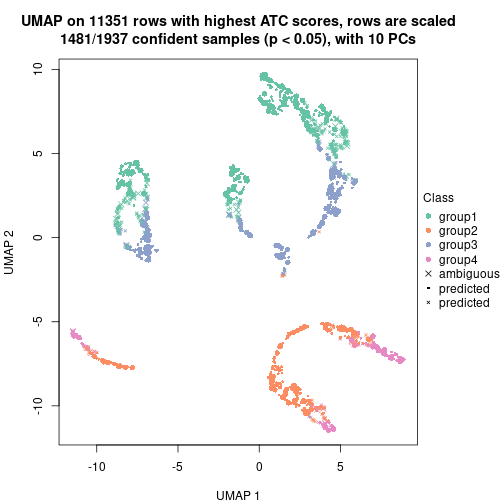 UMAP on 11351 rows with highest ATC scores, rows are scaled
1481/1937 confident samples (p < 0.05), with 10 PCs
10
5
0
-5
-10
UMAP 2
-10
-5
0
5
UMAP 1
Class
group1
group2
group3
group4
ambiguous
predicted
predicted